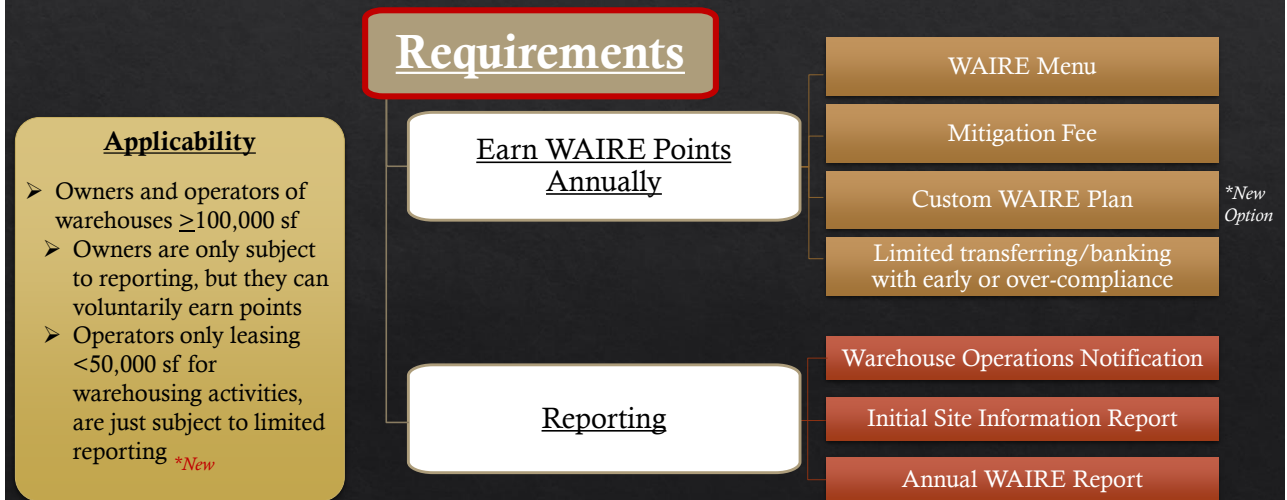 Requirements
Applicability
➢ Owners and operators of
warehouses ≥100,000 sf
➢ Owners are only subject
to reporting, but they can
voluntarily earn points
➢ Operators only leasing
<50,000 sf for
warehousing activities,
are just subject to limited
reporting *New
Earn WAIRE Points
Annually
WAIRE Menu
Mitigation Fee
Custom WAIRE Plan
*New
Option
Limited transferring/banking
with early or over-compliance
Reporting
Warehouse Operations Notification
Initial Site Information Report
Annual WAIRE Report